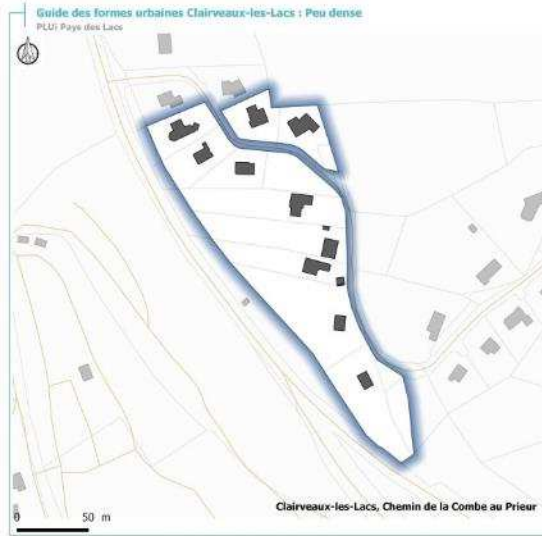 Guide des formes urbaines Clairveaux-les-Lacs : Peu dense
PLUi Pays des Lacs
Clairveaux-les-Lacs, Chemin de la Combe au Prieur
0 50 m